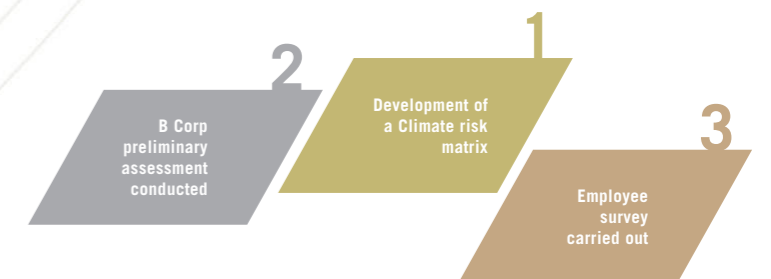 2
B Corp
preliminary
assessment
conducted
1
Development of
a Climate risk
matrix
3
Employee
survey
carried out